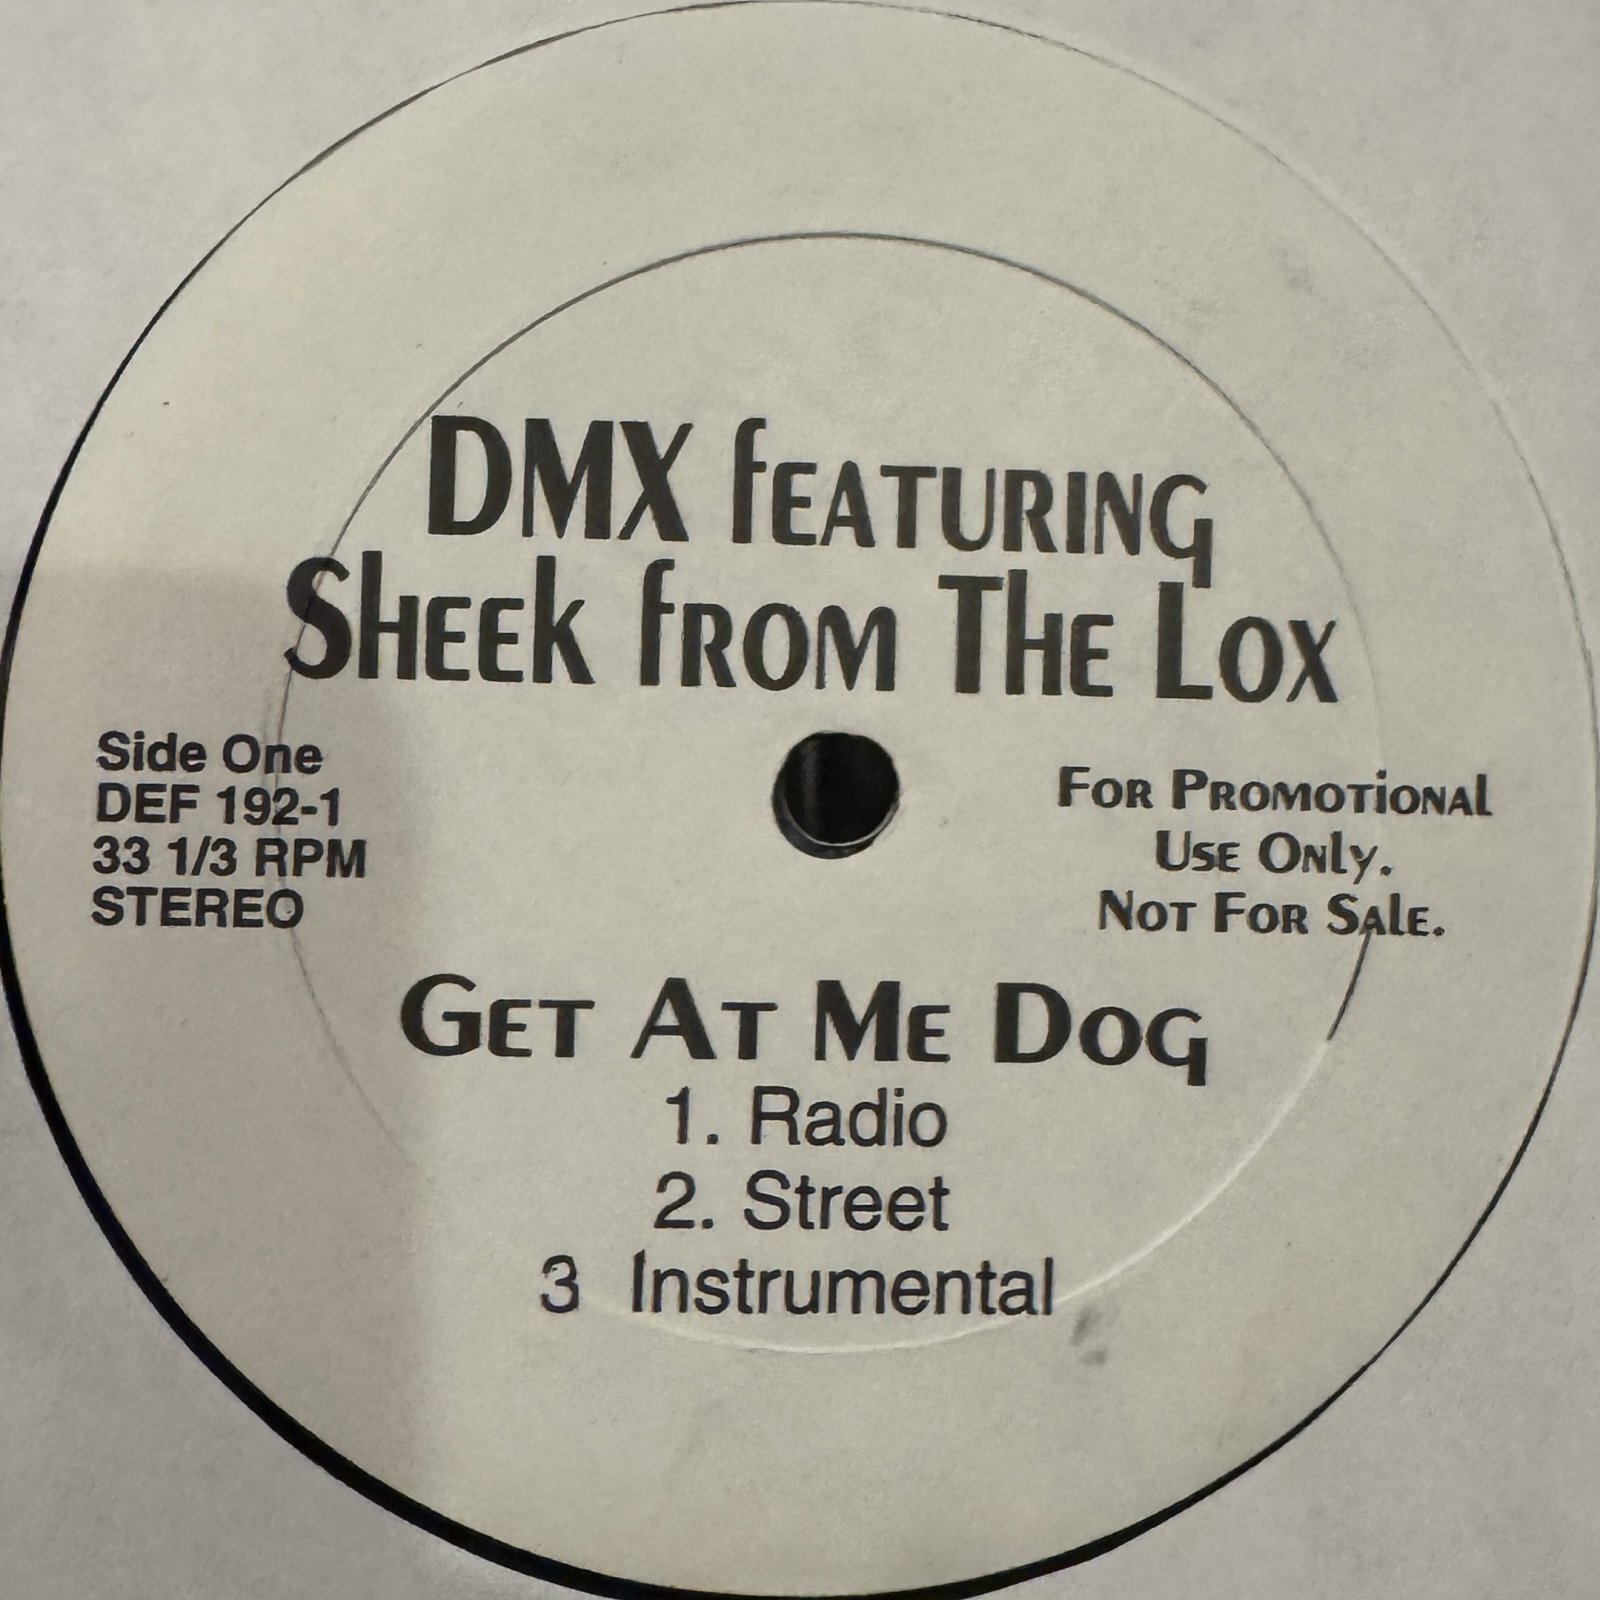 DMX featuring
Sheek from The Lox
Side One
DEF 192-1
33 1/3 RPM
STEREO
For Promotional
Use Only.
Not For Sale.
Get At Me Dog
1. Radio
2. Street
3 Instrumental